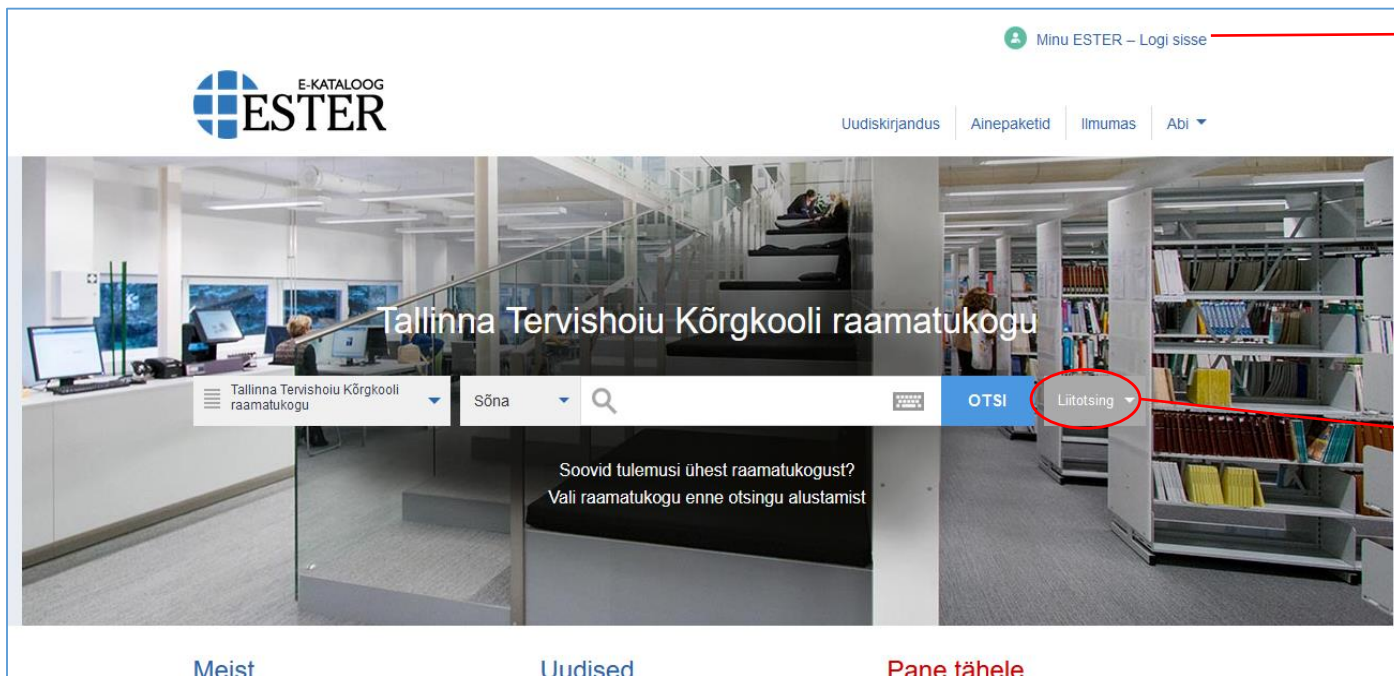 Minu ESTER – Logi sisse
E-KATALOOG
ESTER
Uudiskirjandus
Ainepaketid
Ilmumas
Abi
Tallinna Tervishoiu Kõrgkooli raamatukogu
Tallinna Tervishoiu Kõrgkooli
raamatukogu
Sõna
OTSI
Liitotsing
Soovid tulemusi ühest raamatukogust?
Vali raamatukogu enne otsingu alustamist
Meist
Uudised
Pane tähele